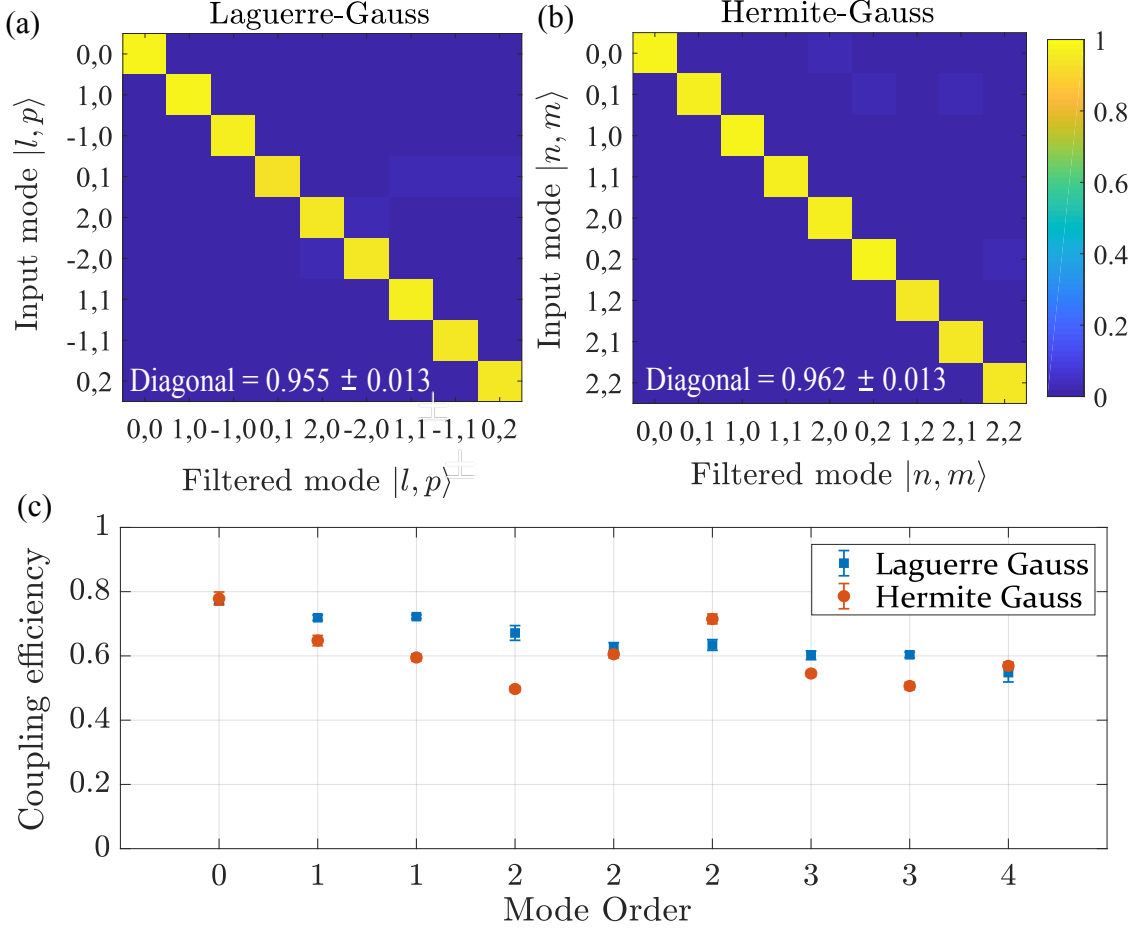 (a)
Laguerre-Gauss
Input mode |l, p⟩
0,0
1,0
-1,0
0,1
2,0
-2,0
1,1
-1,1
0,2
Diagonal = 0.955 ± 0.013
0,0 1,0 -1,0 0,1 2,0 -2,0 1,1 -1,1 0,2
Filtered mode |l, p⟩
(b)
Hermite-Gauss
Input mode |n, m⟩
0,0
0,1
1,0
1,1
2,0
0,2
1,2
2,1
2,2
Diagonal = 0.962 ± 0.013
0,0 0,1 1,0 1,1 2,0 0,2 1,2 2,1 2,2
Filtered mode |n, m⟩
1
0.8
0.6
0.4
0.2
0
(c)
Coupling efficiency
1
0.8
0.6
0.4
0.2
0
Laguerre Gauss
Hermite Gauss
0 1 1 2 2 2 3 3 4
Mode Order